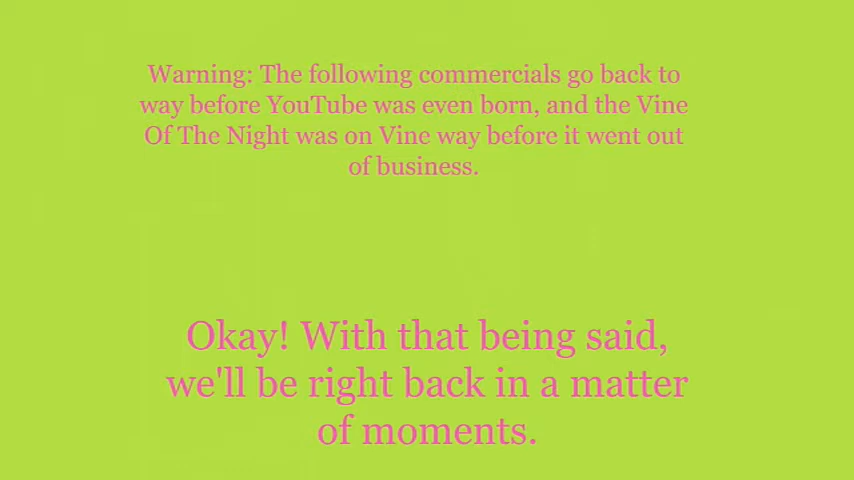 Warning: The following commercials go back to
way before YouTube was even born, and the Vine
Of The Night was on Vine way before it went out
of business.
Okay! With that being said,
we'll be right back in a matter
of moments.